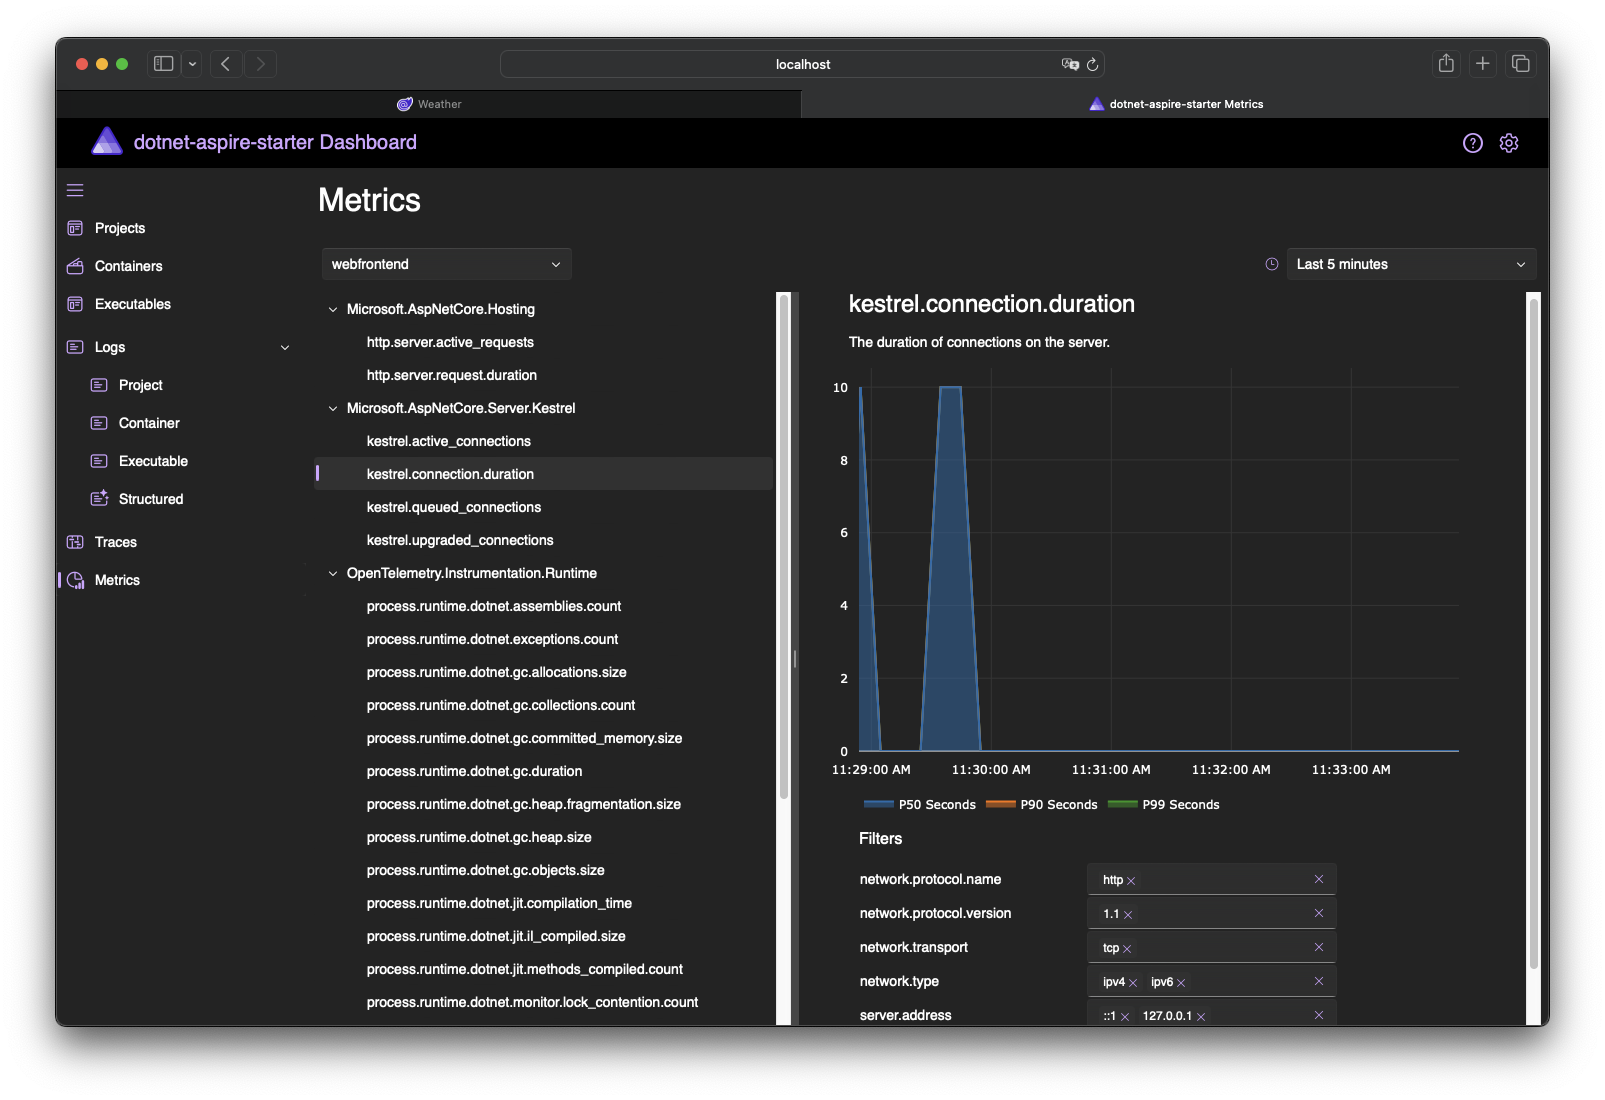 localhost
Weather
dotnet-aspire-starter Metrics
dotnet-aspire-starter Dashboard
Projects
Containers
Executables
Logs
Project
Container
Executable
Structured
Traces
Metrics
Metrics
webfrontend
Last 5 minutes
Microsoft.AspNetCore.Hosting
http.server.active_requests
http.server.request.duration
Microsoft.AspNetCore.Server.Kestrel
kestrel.active_connections
kestrel.connection.duration
kestrel.queued_connections
kestrel.upgraded_connections
OpenTelemetry.Instrumentation.Runtime
process.runtime.dotnet.assemblies.count
process.runtime.dotnet.exceptions.count
process.runtime.dotnet.gc.allocations.size
process.runtime.dotnet.gc.collections.count
process.runtime.dotnet.gc.committed_memory.size
process.runtime.dotnet.gc.duration
process.runtime.dotnet.gc.heap.fragmentation.size
process.runtime.dotnet.gc.heap.size
process.runtime.dotnet.gc.objects.size
process.runtime.dotnet.jit.compilation_time
process.runtime.dotnet.jit.il_compiled.size
process.runtime.dotnet.jit.methods_compiled.count
process.runtime.dotnet.monitor.lock_contention.count
kestrel.connection.duration
The duration of connections on the server.
10
8
6
4
2
0
11:29:00 AM 11:30:00 AM 11:31:00 AM 11:32:00 AM 11:33:00 AM
P50 Seconds P90 Seconds P99 Seconds
Filters
network.protocol.name http
network.protocol.version 1.1
network.transport tcp
network.type ipv4 ipv6
server.address ::1 127.0.0.1